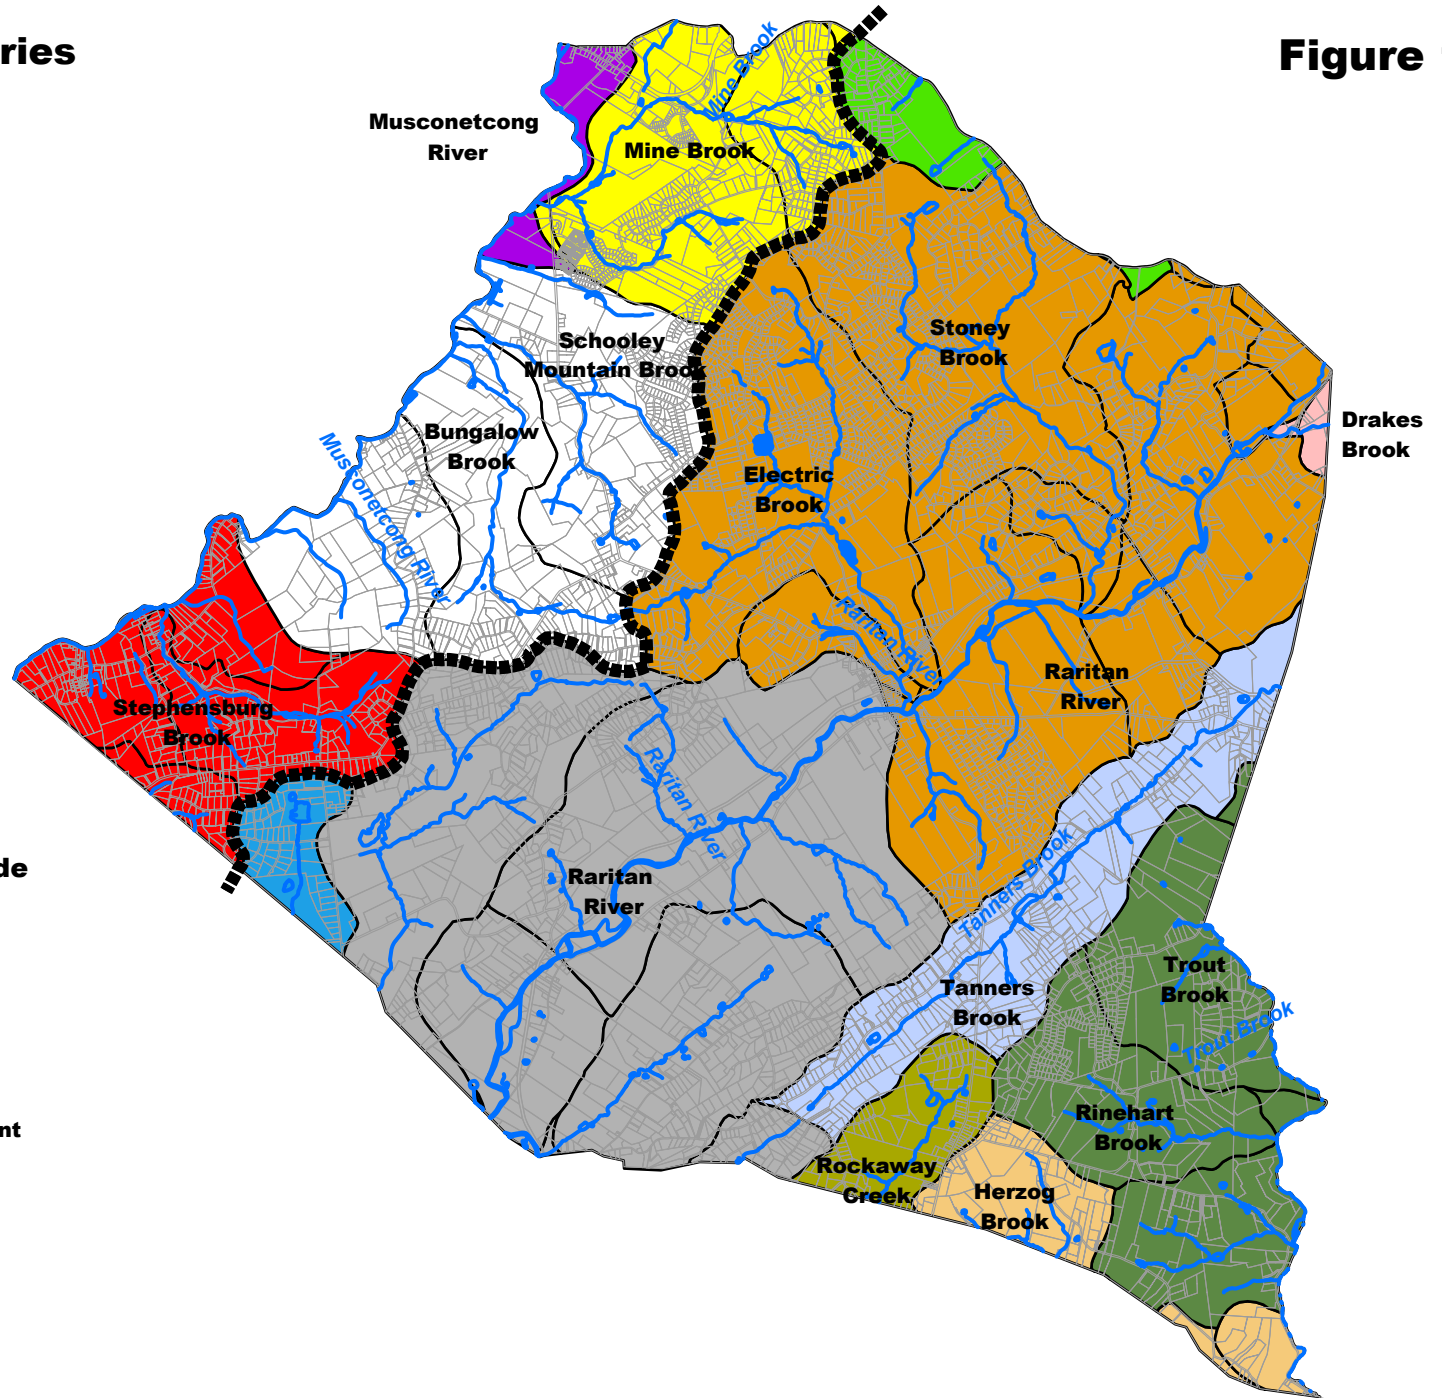 ries
Figure
Mine Brook
Musconetcong
River
Mine Brook
Schooley
Mountain Brook
Stoney
Brook
Drakes
Brook
Bungalow
Brook
Musconetcong River
Electric
Brook
Raritan River
Raritan
River
Stephensburg
Brook
Raritan River
de
Raritan
River
Tanners Brook
Tanners
Brook
Trout
Brook
Trout Brook
nt
Rinehart
Brook
Rockaway
Creek
Herzog
Brook